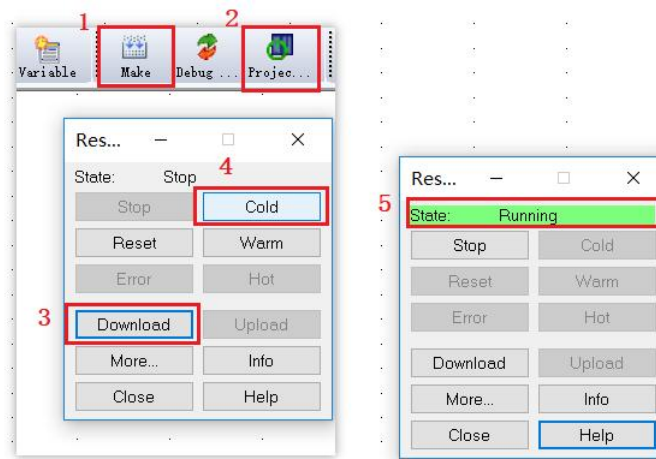 1
2
Variable
Make
Debug ...
Projec...
Res...
4
State: Stop
Stop Cold
Reset Warm
Error Hot
3
Download Upload
More... Info
Close Help
Res...
5
State: Running
Stop Cold
Reset Warm
Error Hot
Download Upload
More... Info
Close Help